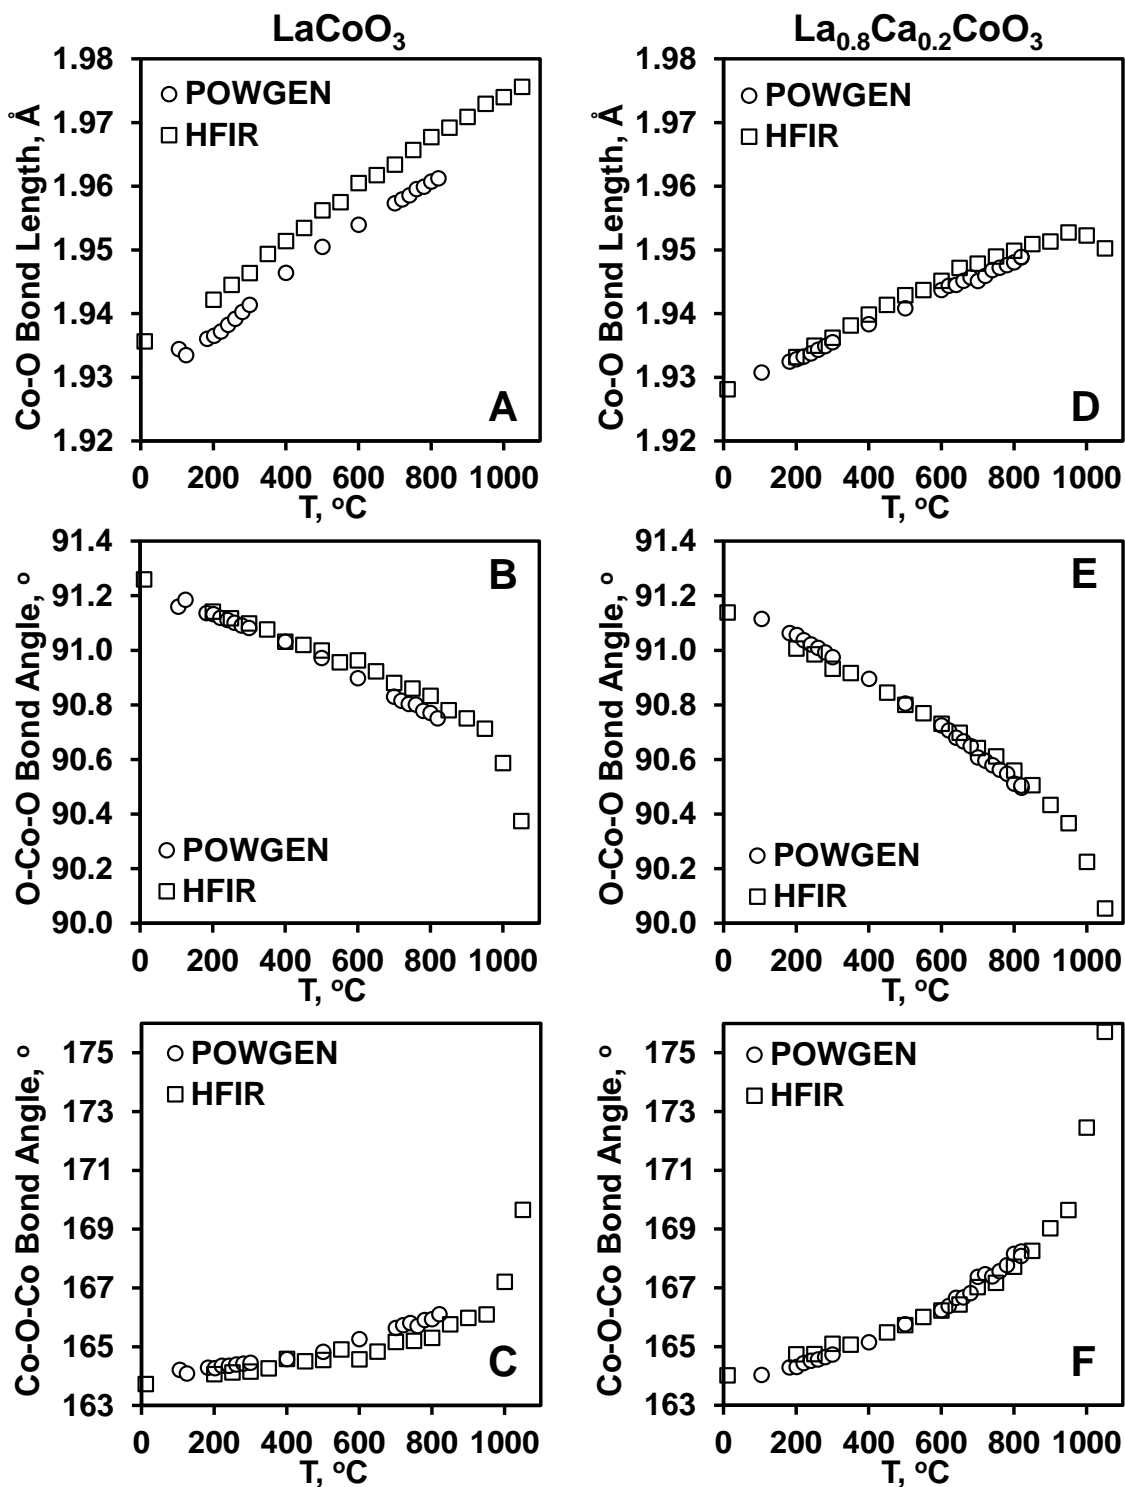 LaCoO3
La0.8Ca0.2CoO3
Co-O Bond Length, Å
1.98
1.97
1.96
1.95
1.94
1.93
1.92
POWGEN
HFIR
A
0 200 400 600 800 1000
T, oC
Co-O Bond Length, Å
1.98
1.97
1.96
1.95
1.94
1.93
1.92
POWGEN
HFIR
D
0 200 400 600 800 1000
T, oC
O-Co-O Bond Angle, o
91.4
91.2
91.0
90.8
90.6
90.4
90.2
90.0
B
POWGEN
HFIR
0 200 400 600 800 1000
T, oC
O-Co-O Bond Angle, o
91.4
91.2
91.0
90.8
90.6
90.4
90.2
90.0
E
POWGEN
HFIR
0 200 400 600 800 1000
T, oC
Co-O-Co Bond Angle, o
175
173
171
169
167
165
163
POWGEN
HFIR
C
0 200 400 600 800 1000
T, oC
Co-O-Co Bond Angle, o
175
173
171
169
167
165
163
POWGEN
HFIR
F
0 200 400 600 800 1000
T, oC